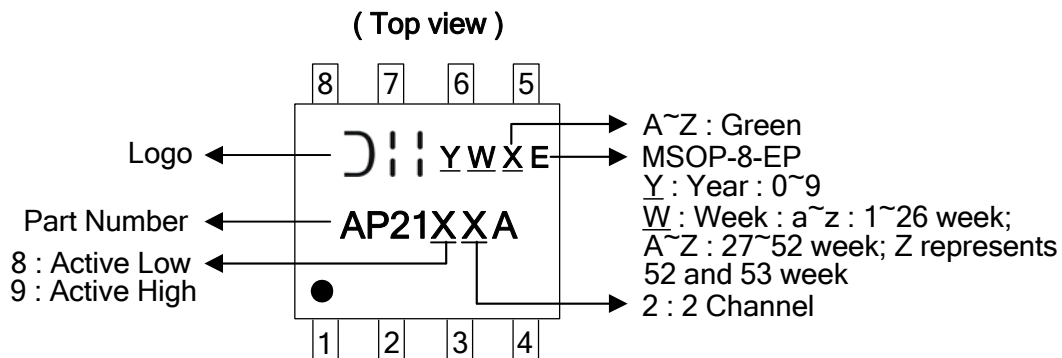 ( Top view )
8 7 6 5
Logo
Y W X E
A~Z : Green
MSOP-8-EP
Y : Year : 0~9
W : Week : a~z : 1~26 week;
A~Z : 27~52 week; Z represents
52 and 53 week
Part Number
AP21XXA
8 : Active Low
9 : Active High
2 : 2 Channel
1 2 3 4